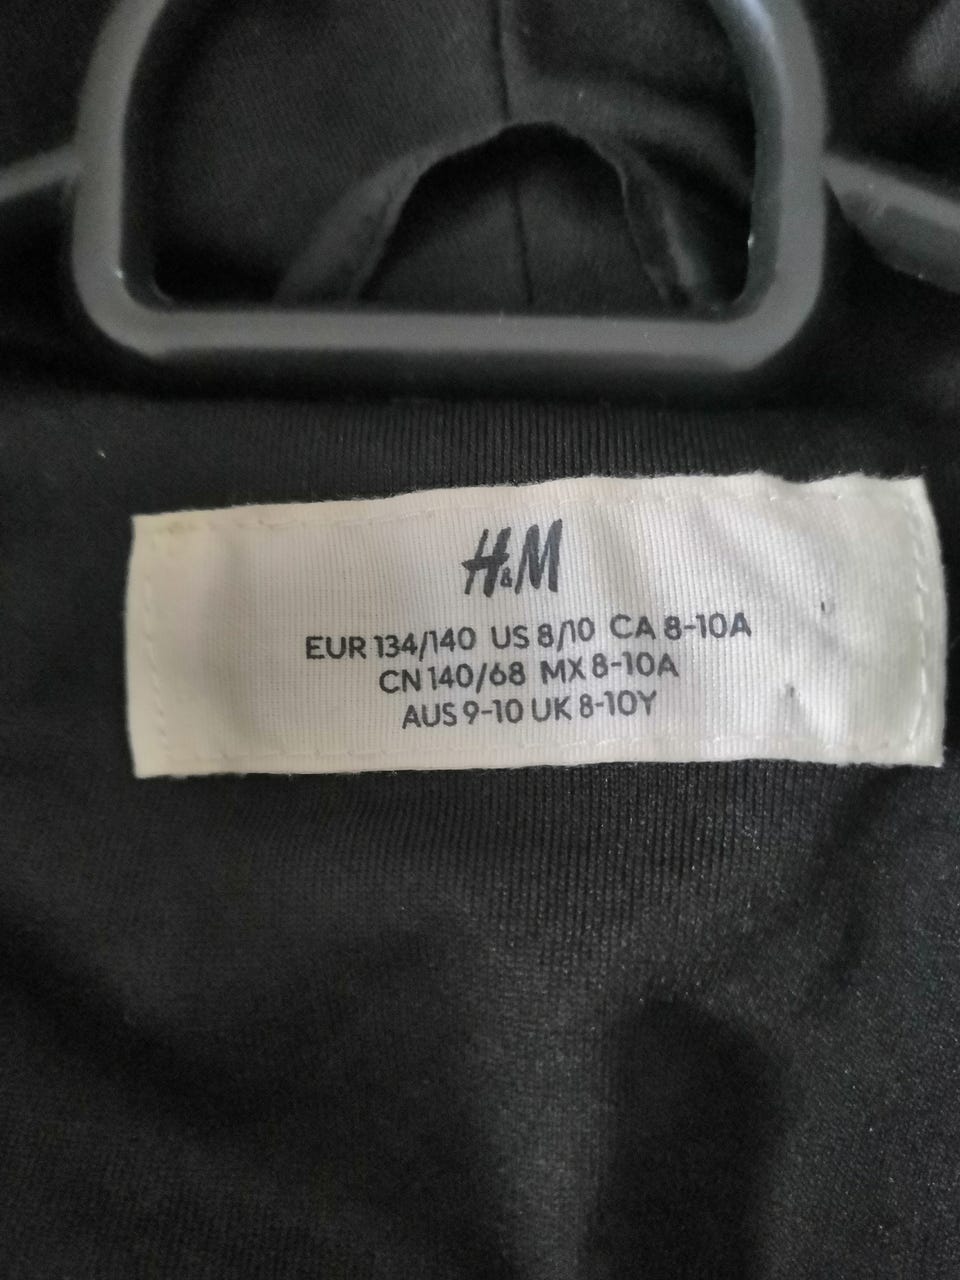 H&M
EUR 134/140 US 8/10 CA 8-10A
CN 140/68 MX 8-10A
AUS 9-10 UK 8-10Y